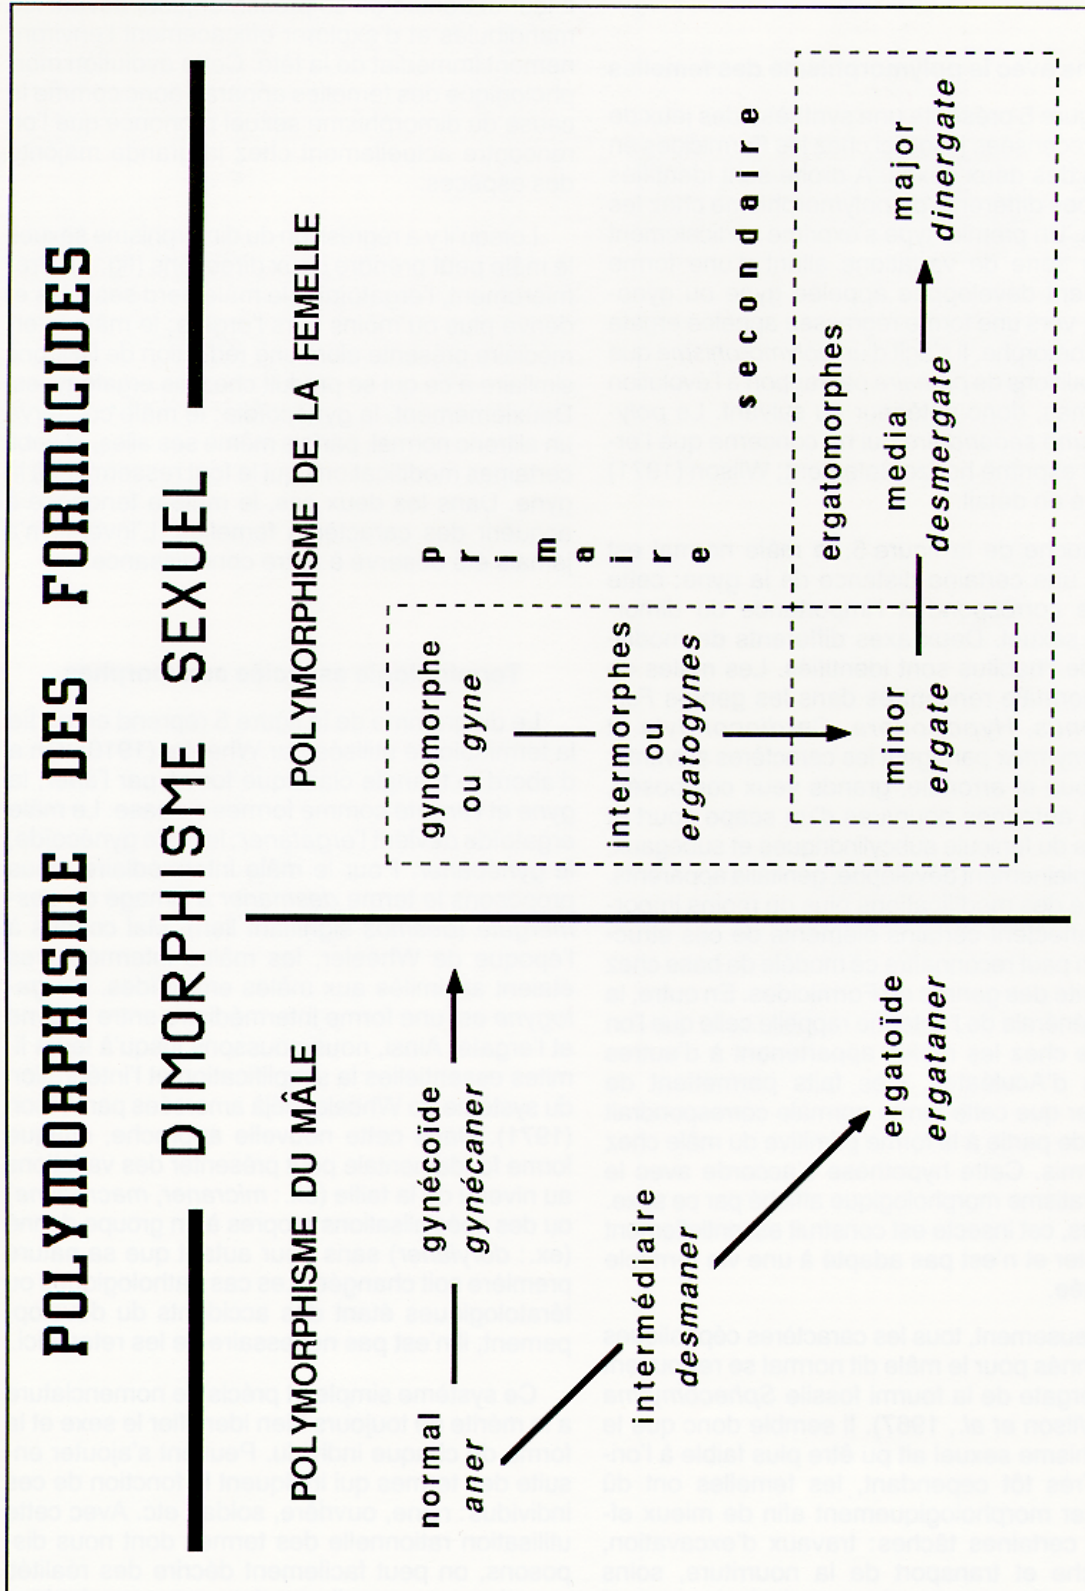 POLYMORPHISME DES FORMICIDES
DMORPHISME SEXUEL
POLYMORPHISME DU MÂLE
POLYMORPHISME DE LA FEMELLE
normal
aner
gynécoïde
gynécaner
intermédiaire
desmaner
ergatoïde
ergataner
gynomorphe
ou gyne
primaire
intermorphes
ou
ergatogynes
secondaire
ergatomorphes
minor
ergate
media
desmergate
major
dinergate